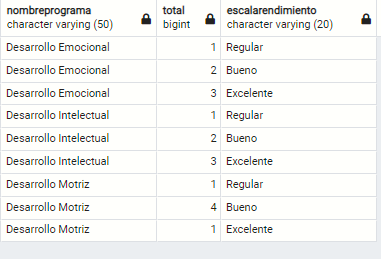 nombreprograma total escalarendimiento
character varying (50) bigint character varying (20)
Desarrollo Emocional 1 Regular
Desarrollo Emocional 2 Bueno
Desarrollo Emocional 3 Excelente
Desarrollo Intelectual 1 Regular
Desarrollo Intelectual 2 Bueno
Desarrollo Intelectual 3 Excelente
Desarrollo Motriz 1 Regular
Desarrollo Motriz 4 Bueno
Desarrollo Motriz 1 Excelente